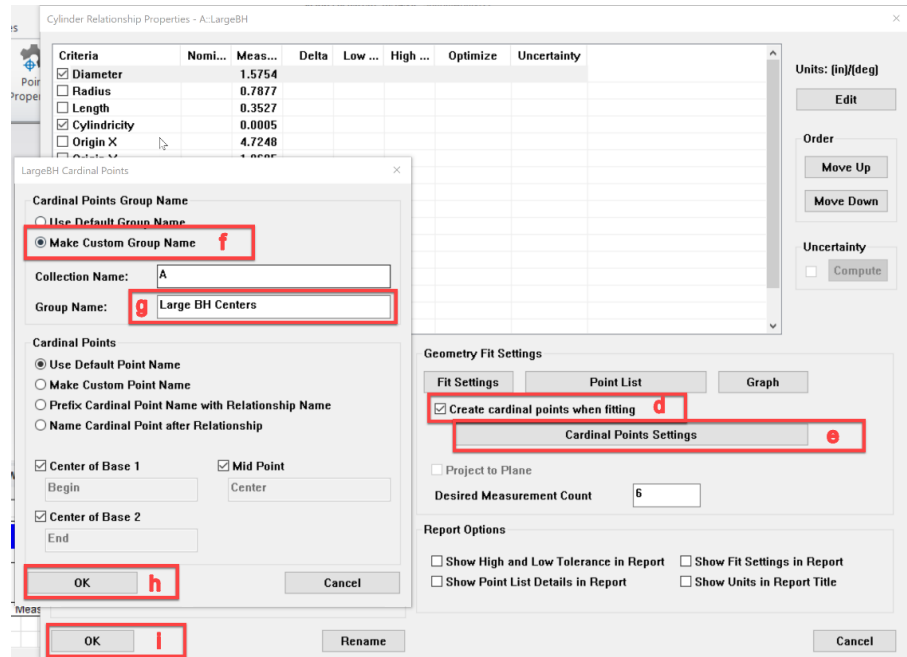 es
Cylinder Relationship Properties - A::LargeBH
Criteria Nomi... Meas... Delta Low ... High ... Optimize Uncertainty
Diameter 1.5754
Radius 0.7877
Length 0.3527
Cylindricity 0.0005
Origin X 4.7248
Units: (in)/(deg)
Edit
Order
Move Up
Move Down
Uncertainty
Compute
LargeBH Cardinal Points
Cardinal Points Group Name
Use Default Group Name
Make Custom Group Name f
Collection Name: A
Group Name: g Large BH Centers
Cardinal Points
Use Default Point Name
Make Custom Point Name
Prefix Cardinal Point Name with Relationship Name
Name Cardinal Point after Relationship
Center of Base 1 Mid Point
Begin Center
Center of Base 2
End
OK h Cancel
Geometry Fit Settings
Fit Settings Point List Graph
Create cardinal points when fitting d
Cardinal Points Settings e
Project to Plane
Desired Measurement Count 6
Report Options
Show High and Low Tolerance in Report Show Fit Settings in Report
Show Point List Details in Report Show Units in Report Title
Meas
OK i Rename Cancel